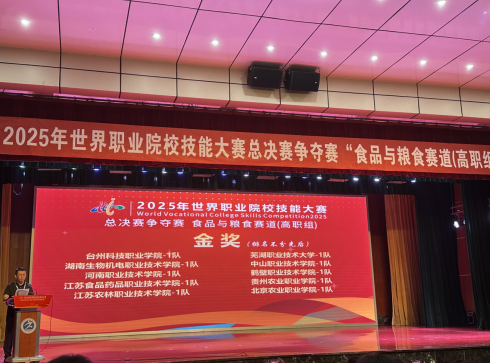 2025年世界职业院校技能大赛总决赛争夺赛“食品与粮食赛道(高职组
2025年世界职业院校技能大赛
World Vocational College Skills Competition2025
总决赛争夺赛 食品与粮食赛道(高职组)
金奖(排名不分先后)
台州科技职业学院-1队 芜湖职业技术大学-1队
湖南生物机电职业技术学院-1队 中山职业技术学院-1队
河南职业技术学院-1队 鹤壁职业技术学院-1队
江苏食品药品职业技术学院-1队 贵州农业职业学院-1队
江苏农林职业技术学院-1队 北京农业职业学院-1队